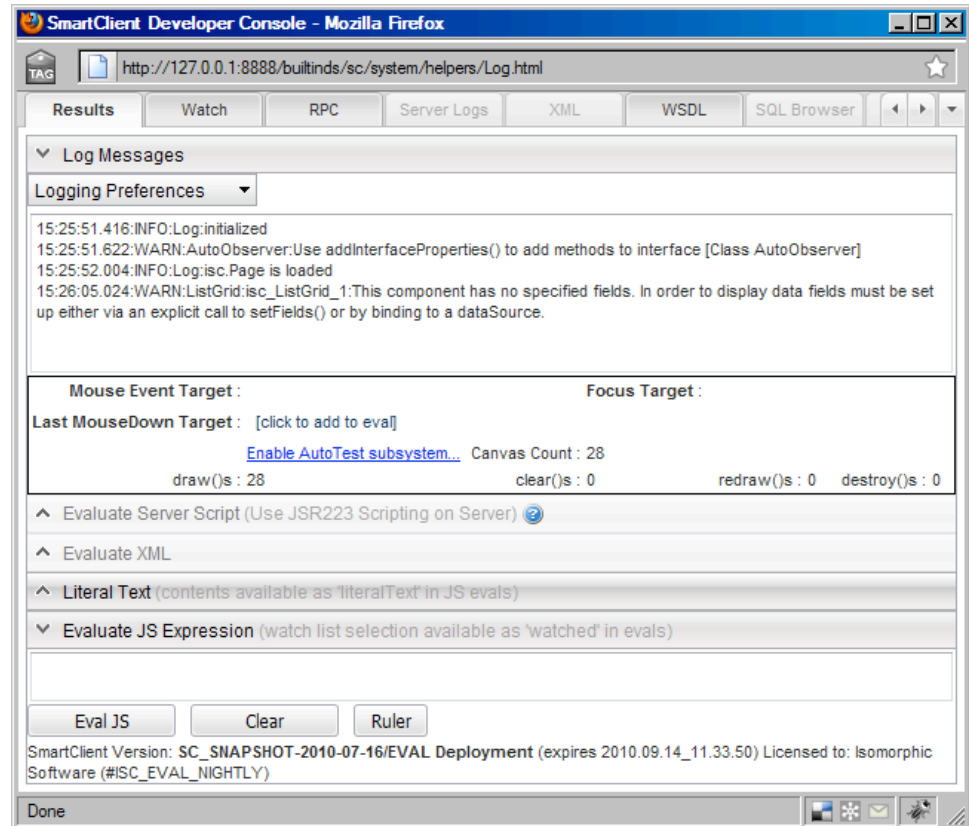 SmartClient Developer Console - Mozilla Firefox
TAG
http://127.0.0.1:8888/builtinds/sc/system/helpers/Log.html
Results Watch RPC Server Logs XML WSDL SQL Browser
Log Messages
Logging Preferences
15:25:51.416:INFO:Log:initialized
15:25:51.622:WARN:AutoObserver:Use addInterfaceProperties() to add methods to interface [Class AutoObserver]
15:25:52.004:INFO:Log:isc.Page is loaded
15:26:05.024:WARN:ListGrid:isc_ListGrid_1:This component has no specified fields. In order to display data fields must be set
up either via an explicit call to setFields() or by binding to a dataSource.
Mouse Event Target : Focus Target :
Last MouseDown Target : [click to add to eval]
Enable AutoTest subsystem... Canvas Count : 28
draw()s : 28 clear()s : 0 redraw()s : 0 destroy()s : 0
Evaluate Server Script (Use JSR223 Scripting on Server) ?
Evaluate XML
Literal Text (contents available as 'literalText' in JS evals)
Evaluate JS Expression (watch list selection available as 'watched' in evals)
Eval JS Clear Ruler
SmartClient Version: SC_SNAPSHOT-2010-07-16/EVAL Deployment (expires 2010.09.14_11.33.50) Licensed to: Isomorphic
Software (#ISC_EVAL_NIGHTLY)
Done